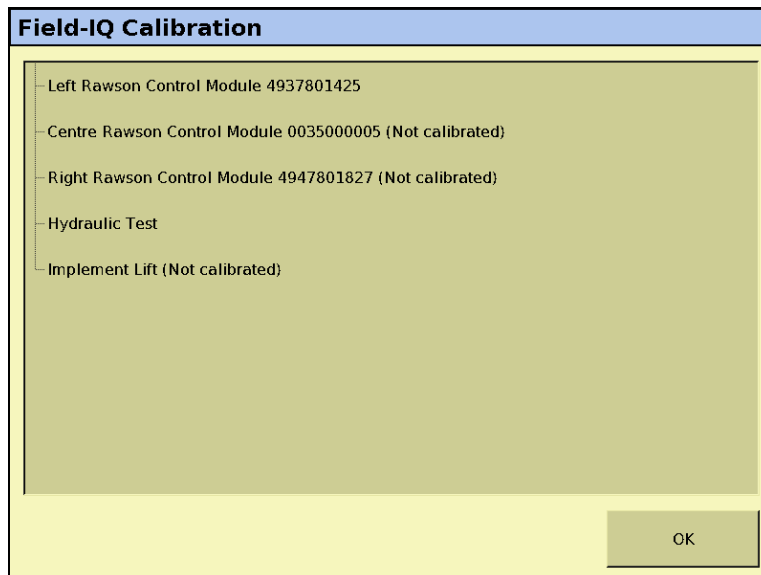 Field-IQ Calibration
Left Rawson Control Module 4937801425
Centre Rawson Control Module 0035000005 (Not calibrated)
Right Rawson Control Module 4947801827 (Not calibrated)
Hydraulic Test
Implement Lift (Not calibrated)
OK